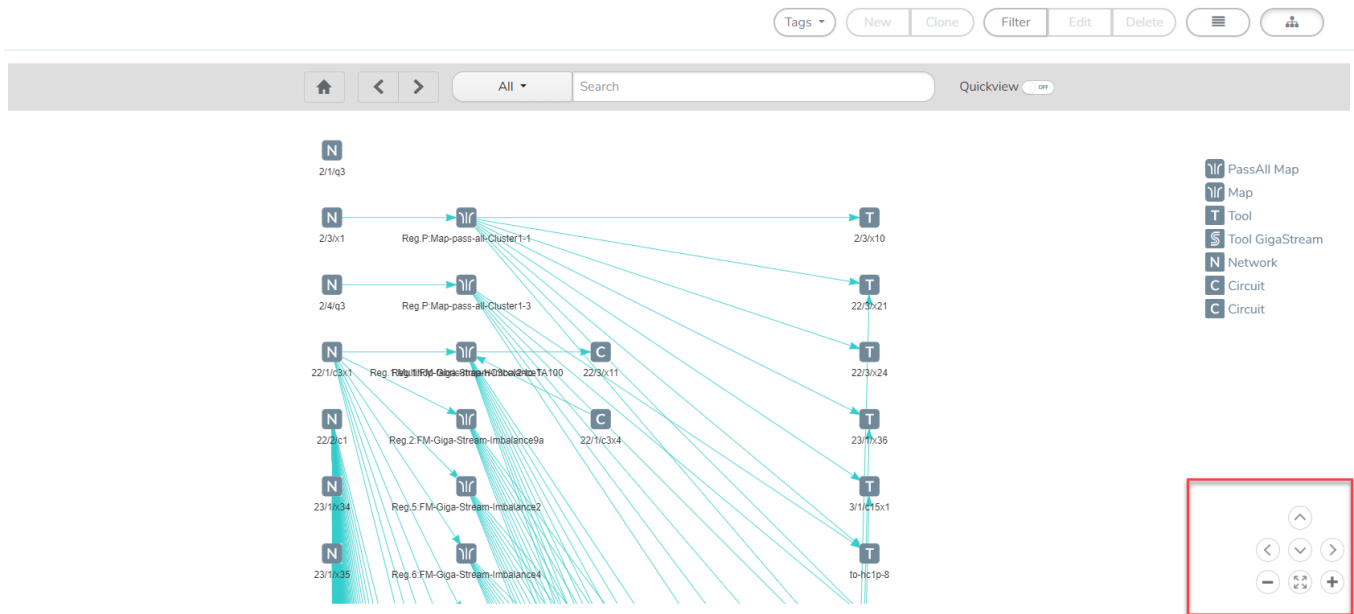 Tags New Clone Filter Edit Delete
All Search Quickview OFF
N
2/1/q3
PassAll Map
Map
T Tool
S Tool GigaStream
N Network
C Circuit
C Circuit
N T
2/3/x1 Reg.P:Map-pass-all-Cluster1-1 2/3/x10
N T
2/4/q3 Reg.P:Map-pass-all-Cluster1-3 22/3/x21
N C T
22/1/c3x1 22/3/x11 22/3/x24
N C T
22/2/c1 Reg.2:FM-Giga-Stream-Imbalance9a 22/1/c3x4 23/1/x36
N T
23/1/x34 Reg.5:FM-Giga-Stream-Imbalance2 3/1/c15x1
N T
23/1/x35 Reg.6:FM-Giga-Stream-Imbalance4 to-hc1p-8